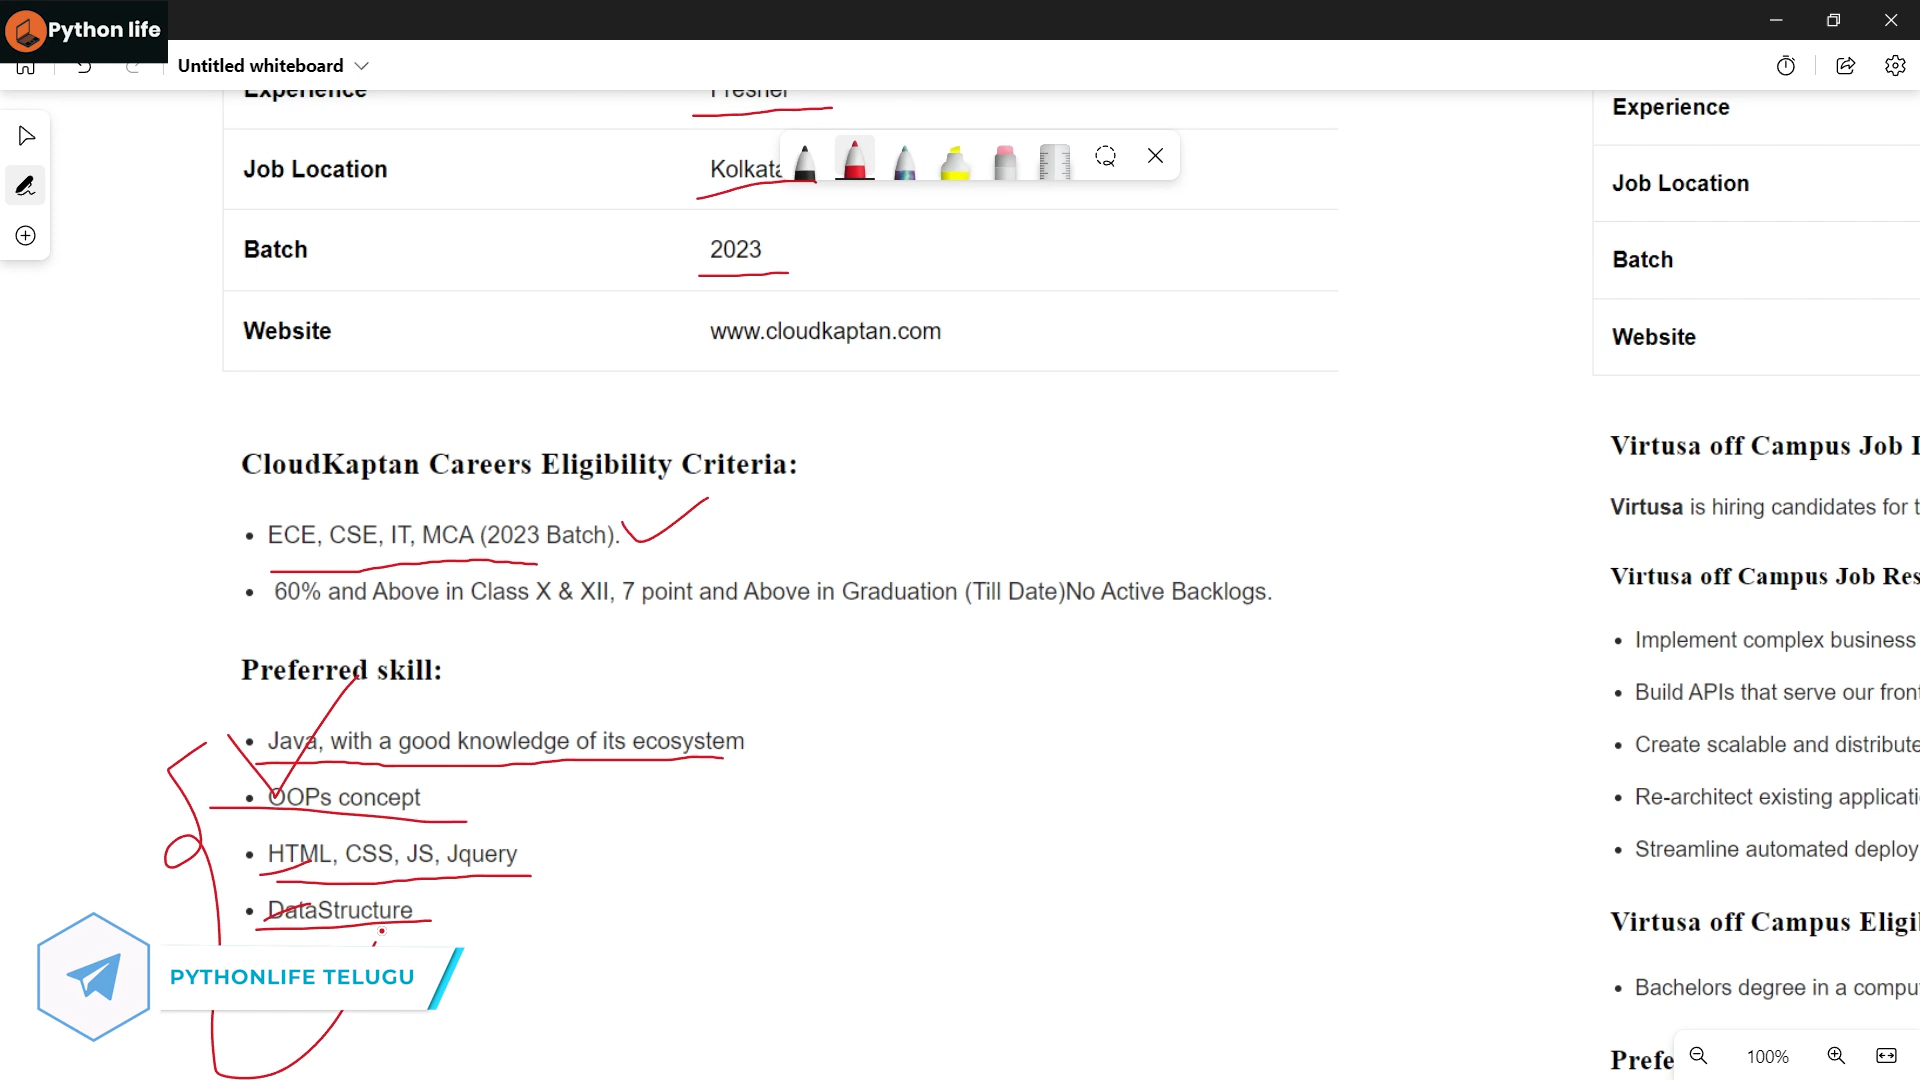 Python life
Untitled whiteboard
Experience
Fresher
Job Location
Kolkata
Batch
2023
Website
www.cloudkaptan.com
CloudKaptan Careers Eligibility Criteria:
• ECE, CSE, IT, MCA (2023 Batch).
• 60% and Above in Class X & XII, 7 point and Above in Graduation (Till Date)No Active Backlogs.
Preferred skill:
• Java, with a good knowledge of its ecosystem
• OOPs concept
• HTML, CSS, JS, Jquery
• DataStructure
PYTHONLIFE TELUGU
Experience
Job Location
Batch
Website
Virtusa off Campus Job
Virtusa is hiring candidates for
Virtusa off Campus Job Res
• Implement complex business
• Build APIs that serve our front
• Create scalable and distribute
• Re-architect existing applicati
• Streamline automated deploy
Virtusa off Campus Eligi
• Bachelors degree in a compu
Prefe
100%